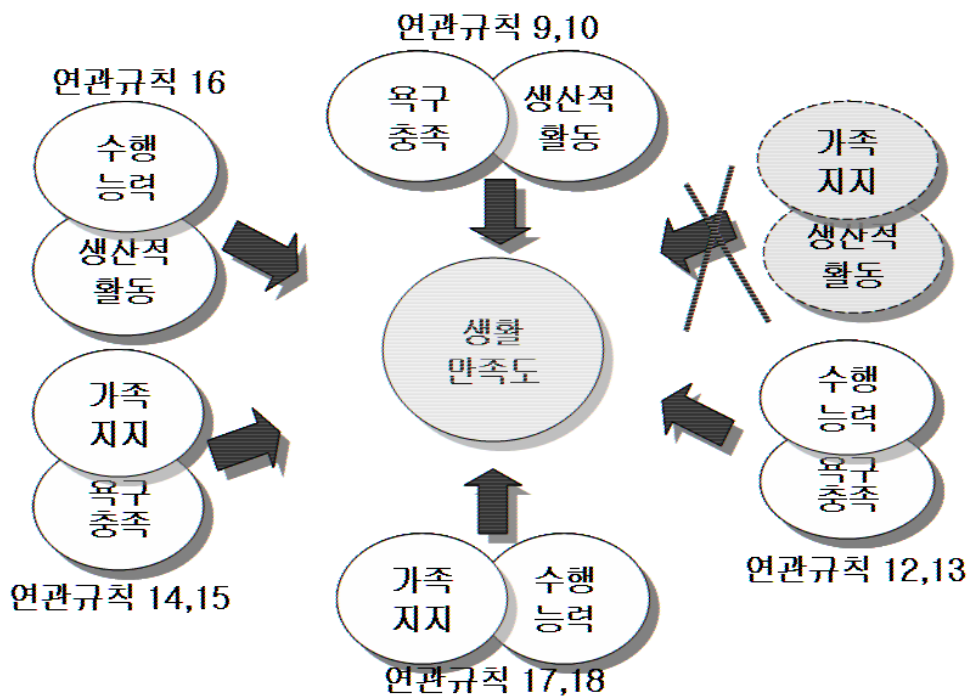 연관규칙 9,10
욕구
충족
생산적
활동
연관규칙 16
수행
능력
생산적
활동
가족
지지
생산적
활동
생활
만족도
가족
지지
욕구
충족
연관규칙 14,15
수행
능력
욕구
충족
연관규칙 12,13
가족
지지
수행
능력
연관규칙 17,18